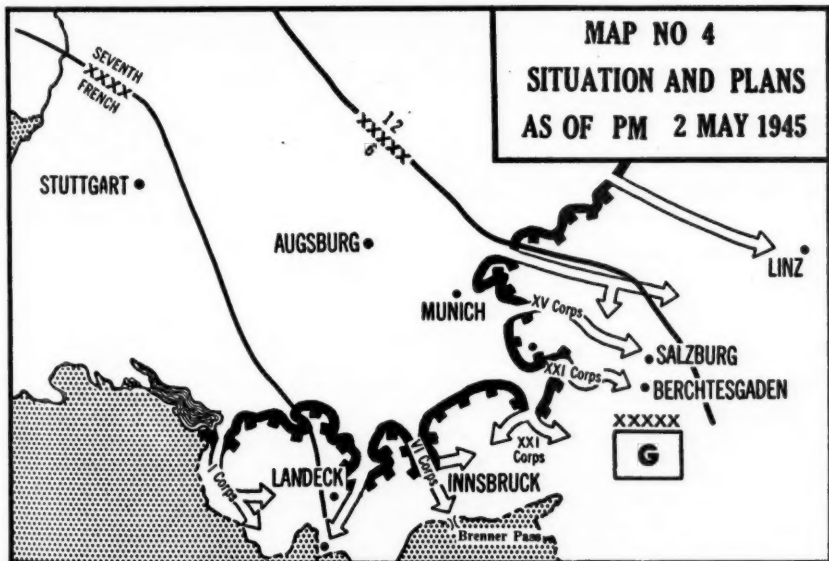 MAP NO 4
SITUATION AND PLANS
AS OF PM 2 MAY 1945
SEVENTH
XXXX
FRENCH
12
XXXXX
6
STUTTGART
AUGSBURG
LINZ
MUNICH
XV Corps
SALZBURG
XXI Corps
BERCHTESGADEN
XXXXX
G
I Corps
LANDECK
VI Corps
INNSBRUCK
XXI
Corps
Brenner Pass